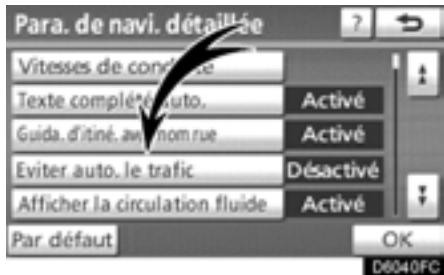 Para. de navi. détaillée ?
Vitesses de
Texte complété auto. Activé
Guida. d'itiné. avec nom rue Activé
Eviter auto. le trafic Désactivé
Afficher la circulation fluide Activé
Par défaut OK
D6040FC